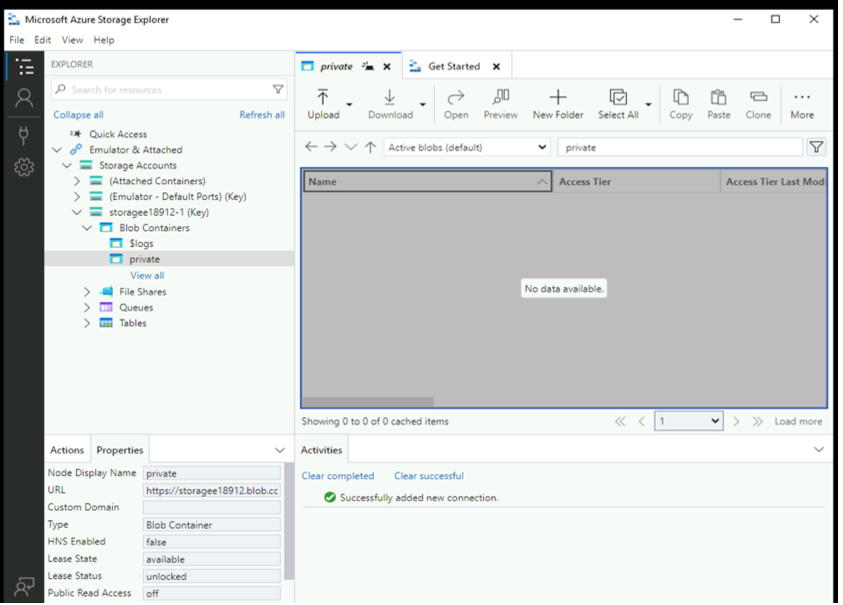 Microsoft Azure Storage Explorer
File Edit View Help
EXPLORER
Search for resources
Collapse all Refresh all
Quick Access
Emulator & Attached
Storage Accounts
(Attached Containers)
(Emulator - Default Ports) (Key)
storagee18912-1 (Key)
Blob Containers
$logs
private
View all
File Shares
Queues
Tables
private Get Started
Upload Download Open Preview New Folder Select All Copy Paste Clone More
Active blobs (default) private
Name Access Tier Access Tier Last Mod
No data available.
Showing 0 to 0 of 0 cached items 1 Load more
Actions Properties
Node Display Name private
URL https://storagee18912.blob.cc
Custom Domain
Type Blob Container
HNS Enabled false
Lease State available
Lease Status unlocked
Public Read Access off
Activities
Clear completed Clear successful
Successfully added new connection.